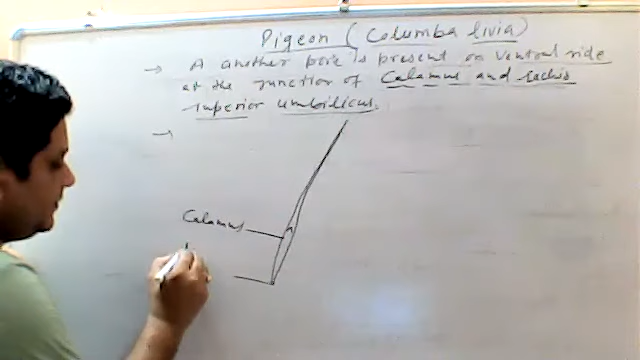 Pigeon (Columba livia)
→ A another pore is present on ventral side
at the junction of Calamus and rachis
superior umbilicus.
→
Calamus